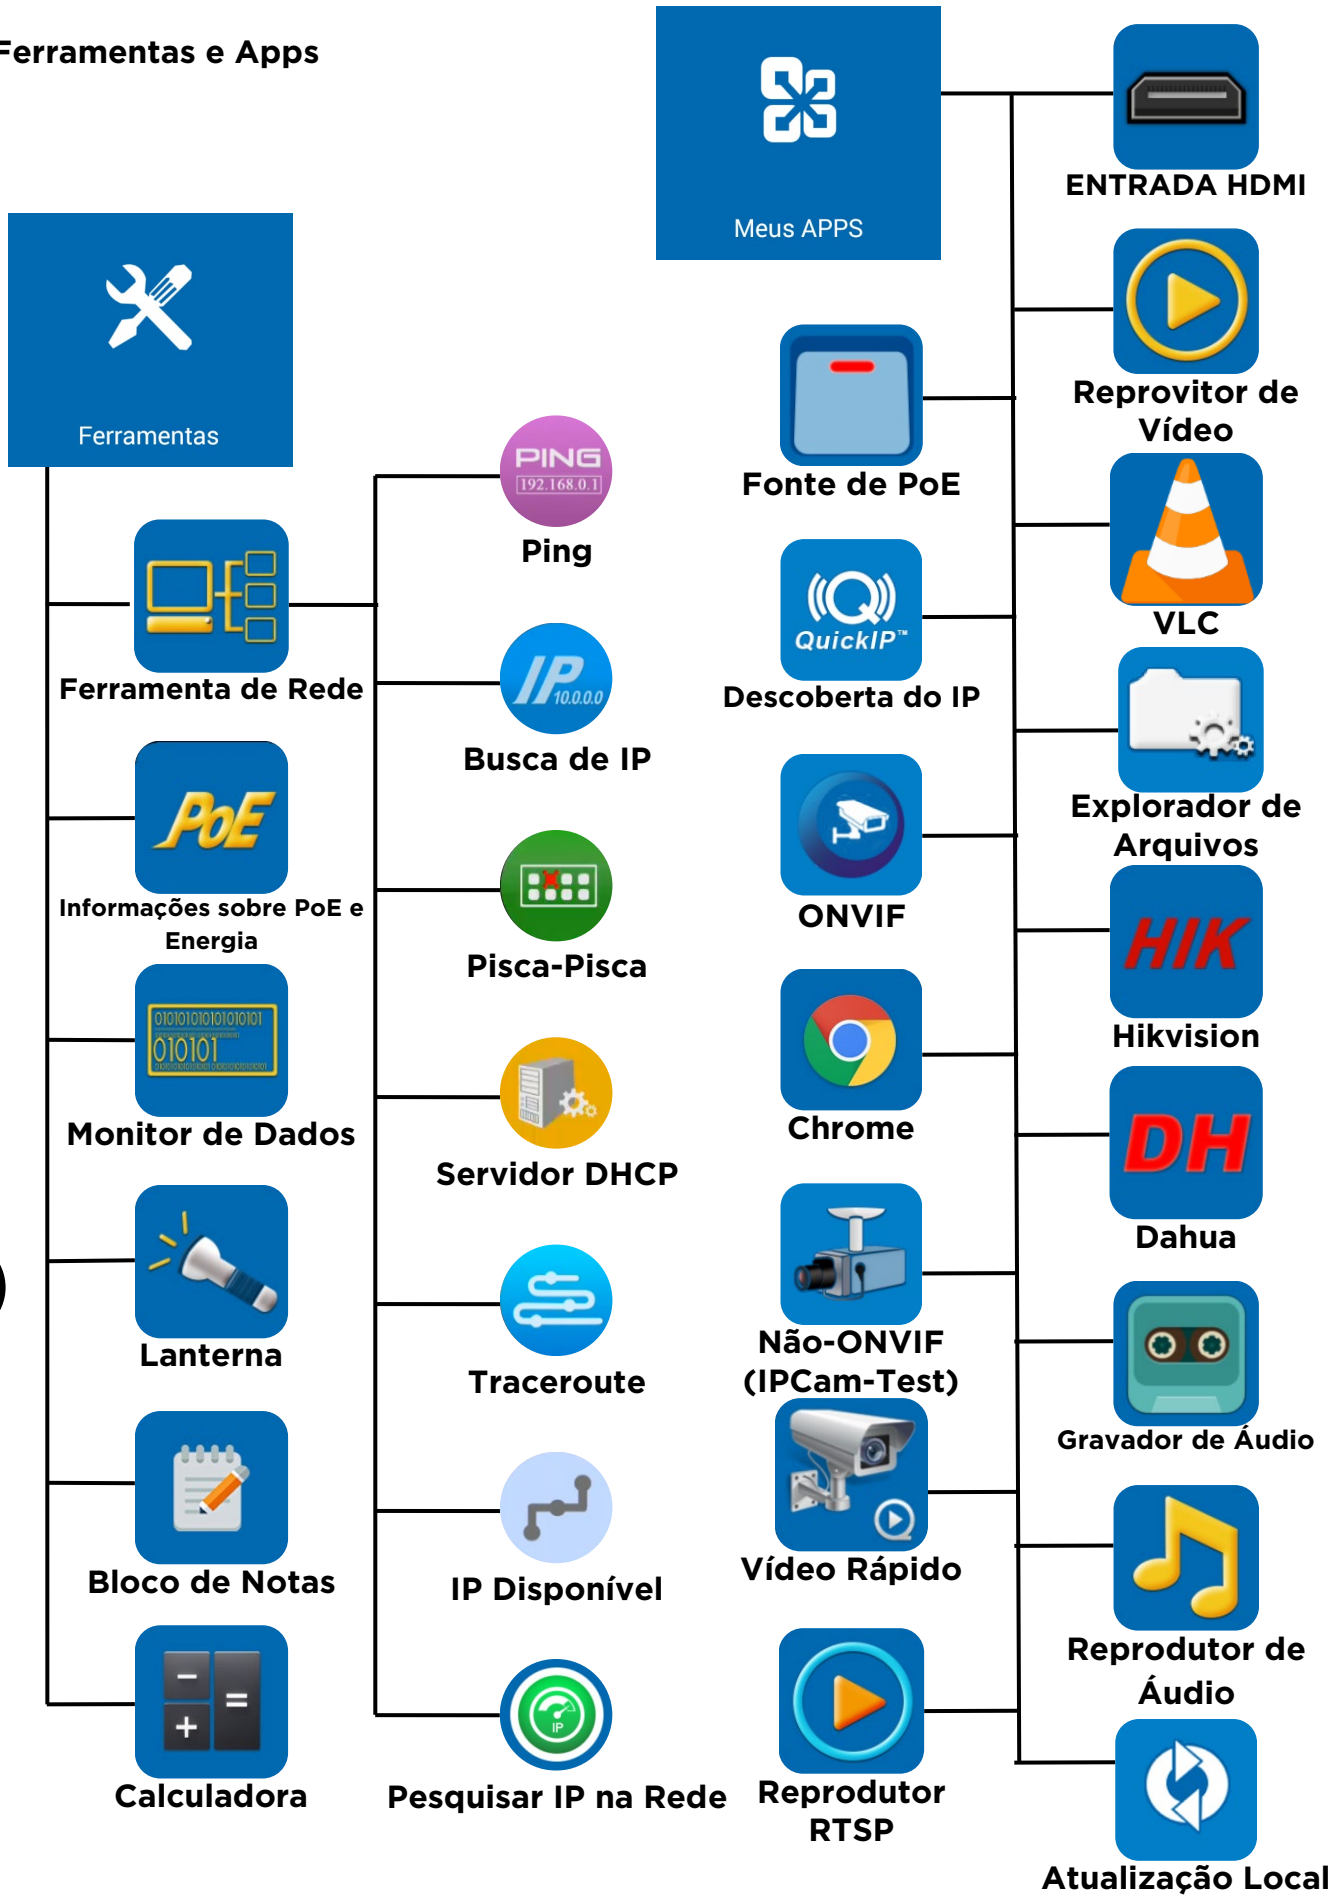 Ferramentas e Apps
Ferramentas
Ferramenta de Rede
PoE
Informações sobre PoE e
Energia
01010101010101010101
010101
Monitor de Dados
Lanterna
Bloco de Notas
Calculadora
PING
192.168.0.1
Ping
IP
10.0.0.0
Busca de IP
Pisca-Pisca
Servidor DHCP
Traceroute
IP Disponível
IP
Pesquisar IP na Rede
Meus APPS
Fonte de PoE
QuickIP™
Descoberta do IP
ONVIF
Chrome
Não-ONVIF
(IPCam-Test)
Vídeo Rápido
Reprodutor
RTSP
ENTRADA HDMI
Reprovitor de
Vídeo
VLC
Explorador de
Arquivos
HIK
Hikvision
DH
Dahua
Gravador de Áudio
Reprodutor de
Áudio
Atualização Local